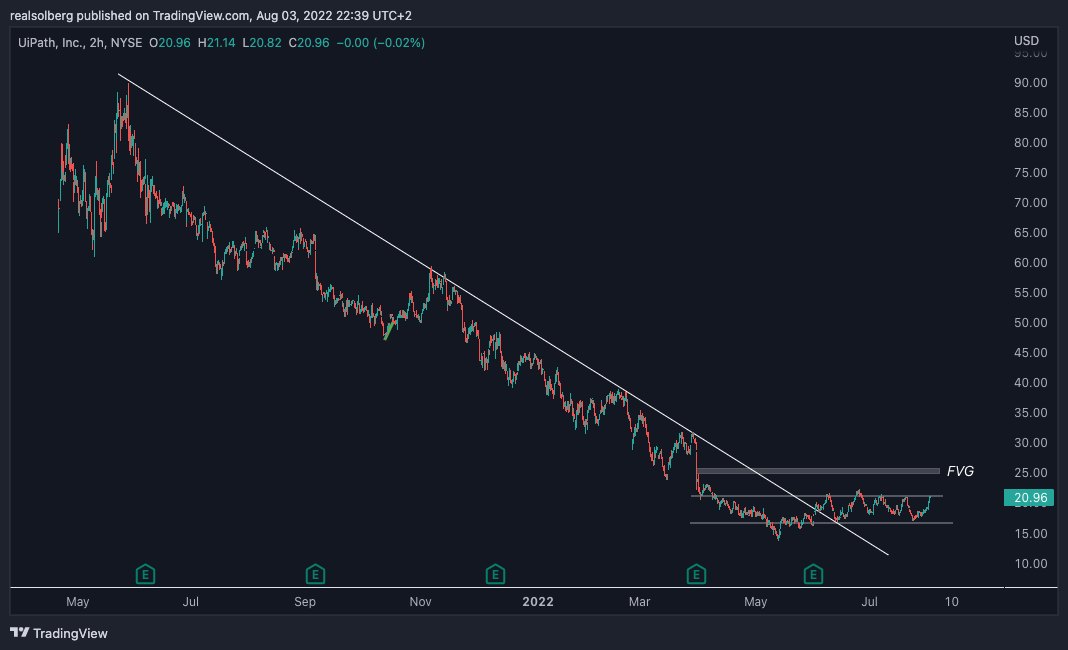 realsolberg published on TradingView.com, Aug 03, 2022 22:39 UTC+2
UiPath, Inc., 2h, NYSE O20.96 H21.14 L20.82 C20.96 −0.00 (−0.02%)
USD
95.00
90.00
85.00
80.00
75.00
70.00
65.00
60.00
55.00
50.00
45.00
40.00
35.00
30.00
FVG
25.00
20.96
15.00
10.00
E E E E E
May Jul Sep Nov 2022 Mar May Jul 10
TradingView